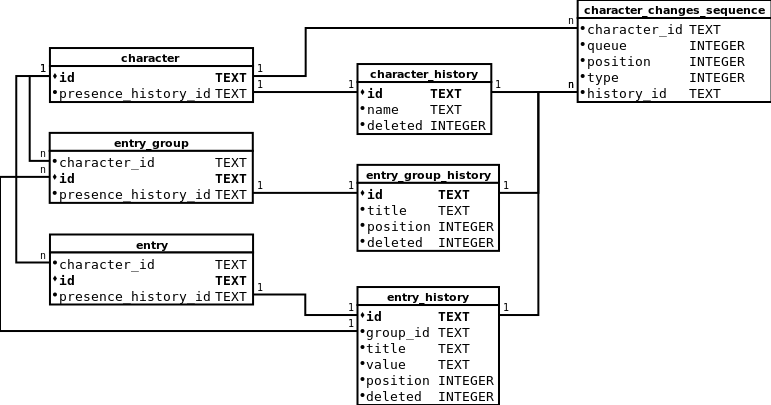 character_changes_sequence
n
character_id TEXT
queue INTEGER
position INTEGER
type INTEGER
n
history_id TEXT
character
1
1
id TEXT
1
presence_history_id TEXT
character_history
1
1
id TEXT
name TEXT
deleted INTEGER
entry_group
n
character_id TEXT
n
id TEXT
1
presence_history_id TEXT
entry_group_history
1
1
id TEXT
title TEXT
position INTEGER
deleted INTEGER
entry
n
character_id TEXT
id TEXT
1
presence_history_id TEXT
entry_history
1
1
id TEXT
1
group_id TEXT
title TEXT
value TEXT
position INTEGER
deleted INTEGER